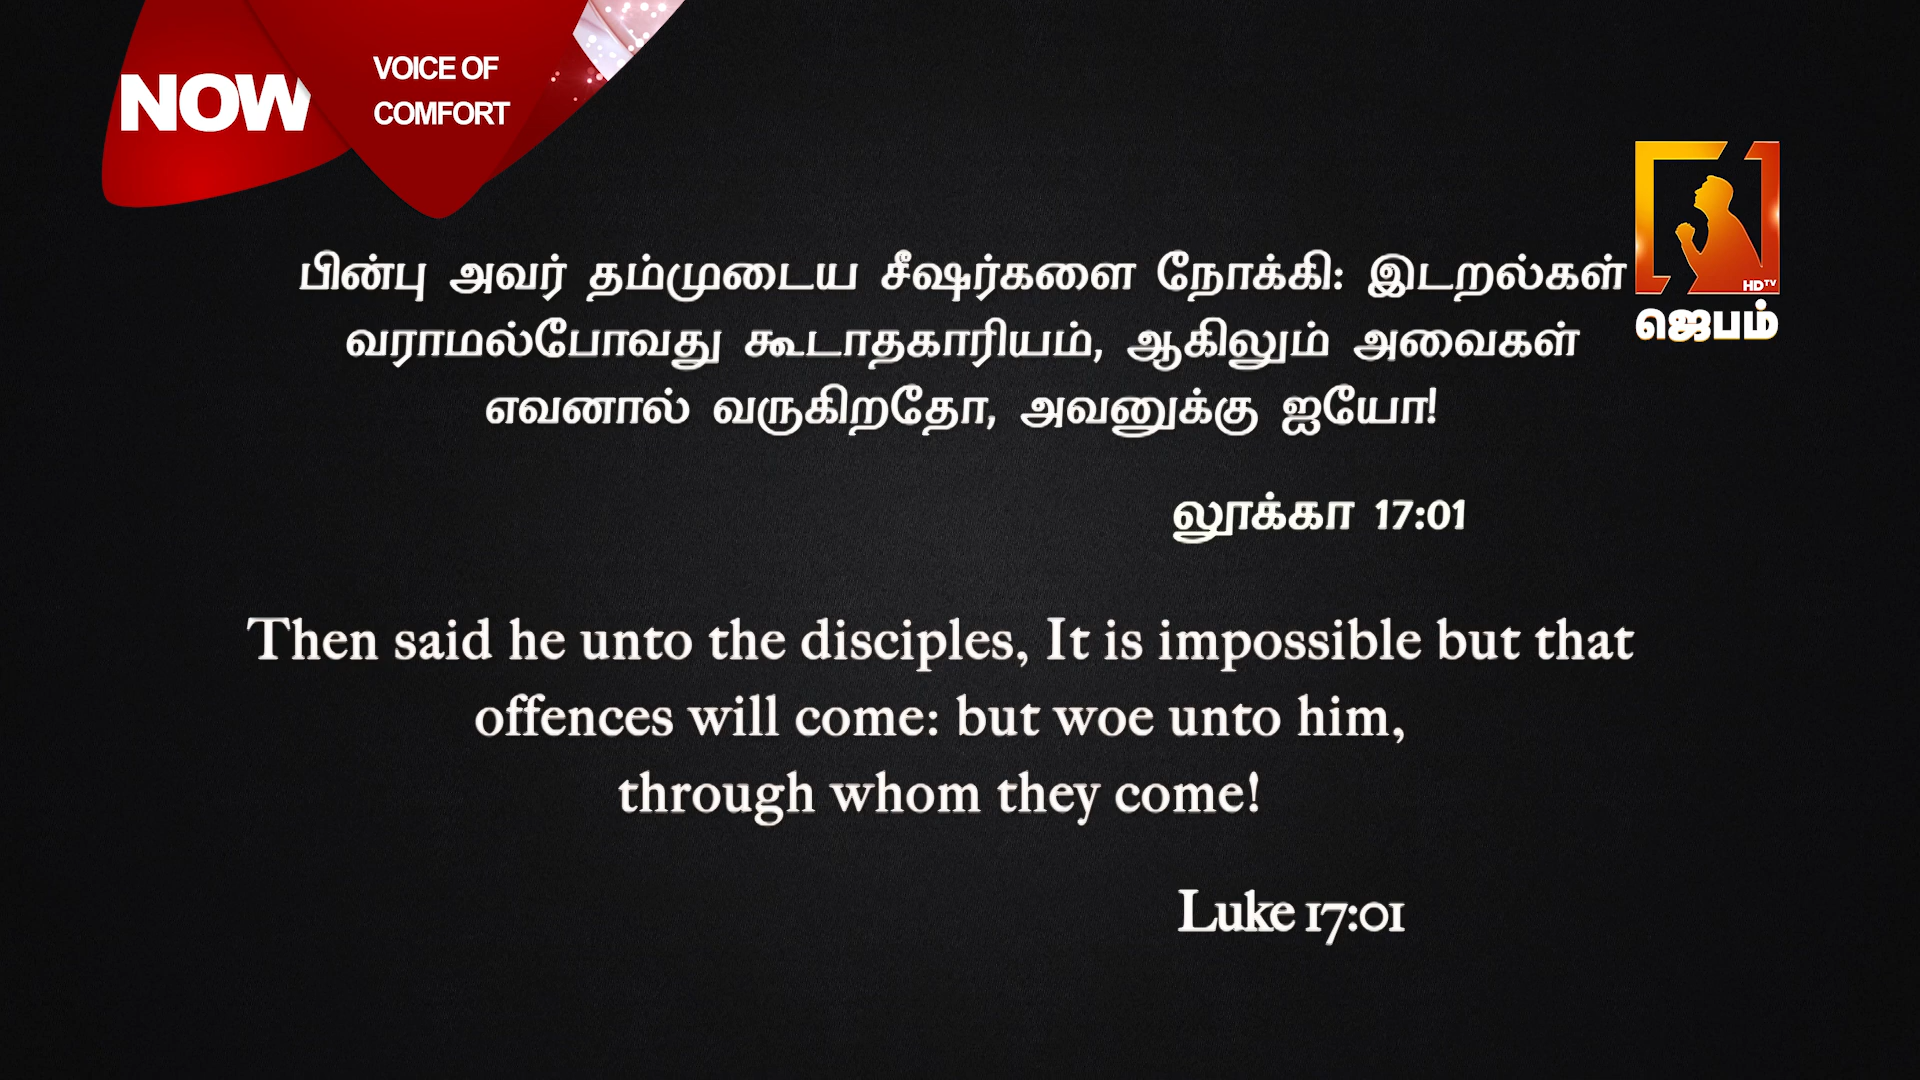 NOW
VOICE OF
COMFORT
HDTV
ஜெபம்
பின்பு அவர் தம்முடைய சீஷர்களை நோக்கி: இடறல்கள்
வராமல்போவது கூடாதகாரியம், ஆகிலும் அவைகள்
எவனால் வருகிறதோ, அவனுக்கு ஐயோ!
லூக்கா 17:01
Then said he unto the disciples, It is impossible but that
offences will come: but woe unto him,
through whom they come!
Luke 17:01